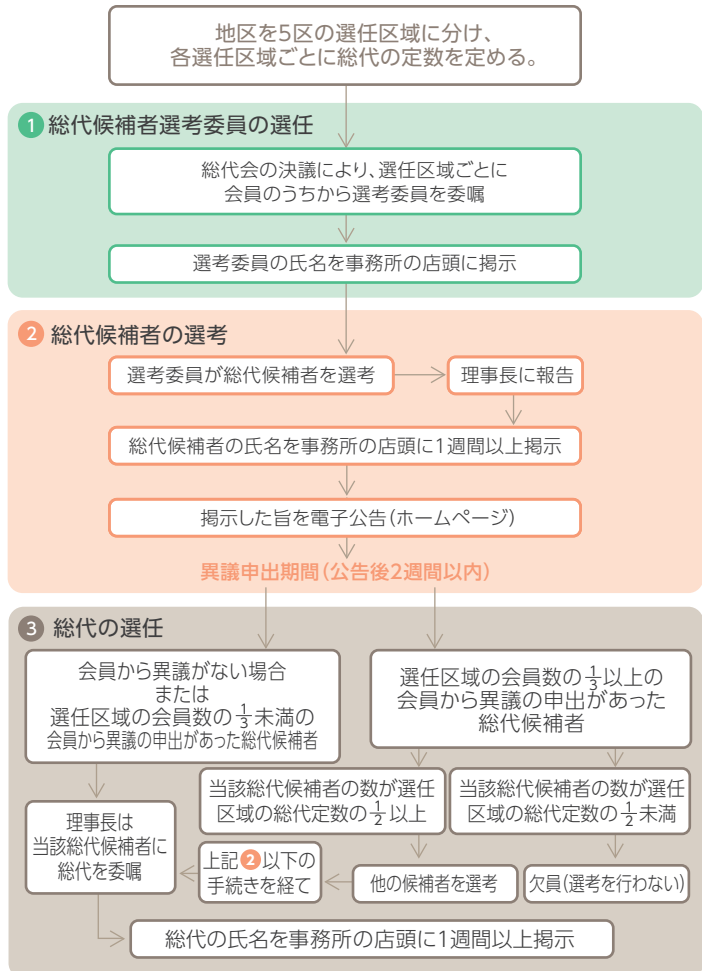 地区を5区の選任区域に分け、
各選任区域ごとに総代の定数を定める。
1 総代候補者選考委員の選任
総代会の決議により、選任区域ごとに
会員のうちから選考委員を委嘱
選考委員の氏名を事務所の店頭に掲示
2 総代候補者の選考
選考委員が総代候補者を選考
理事長に報告
総代候補者の氏名を事務所の店頭に1週間以上掲示
掲示した旨を電子公告(ホームページ)
異議申出期間(公告後2週間以内)
3 総代の選任
会員から異議がない場合
または
選任区域の会員数の1/3未満の
会員から異議の申出があった総代候補者
選任区域の会員数の1/3以上の
会員から異議の申出があった
総代候補者
当該総代候補者の数が選任
区域の総代定数の1/2以上
当該総代候補者の数が選任
区域の総代定数の1/2未満
理事長は
当該総代候補者に
総代を委嘱
上記2以下の
手続きを経て
他の候補者を選考
欠員(選考を行わない)
総代の氏名を事務所の店頭に1週間以上掲示